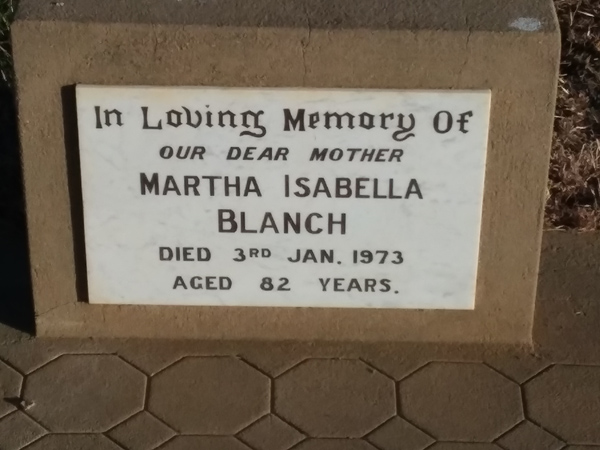 In Loving Memory Of
OUR DEAR MOTHER
MARTHA ISABELLA
BLANCH
DIED 3RD JAN. 1973
AGED 82 YEARS.